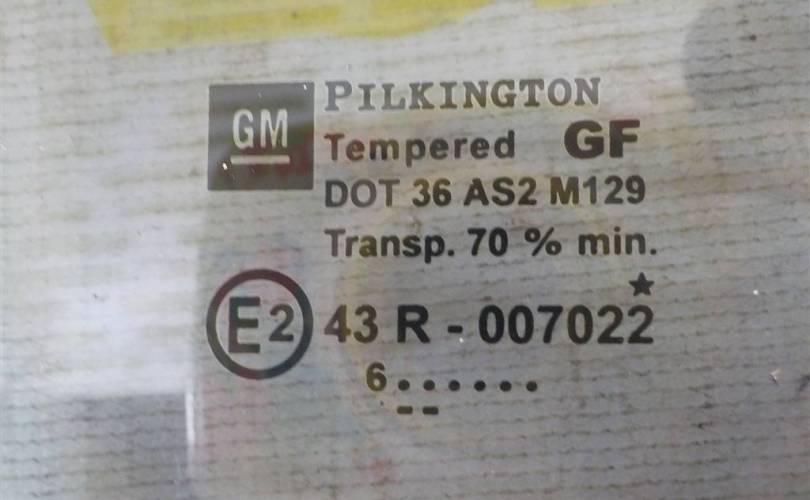 GM
PILKINGTON
Tempered GF
DOT 36 AS2 M129
Transp. 70 % min.
E2 43 R - 007022
6......